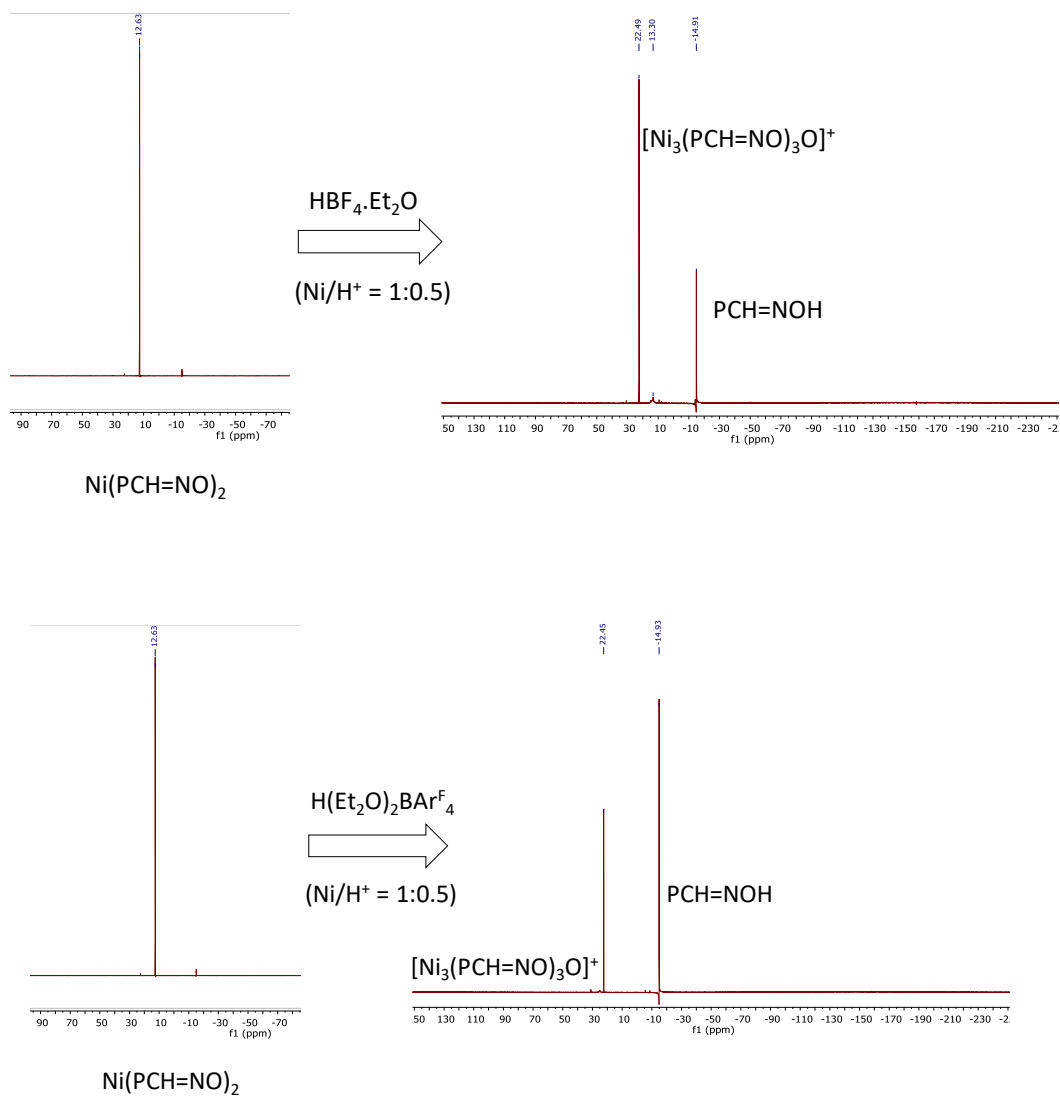 12.63
22.49
13.30
-14.91
[Ni₃(PCH=NO)₃O]⁺
HBF₄.Et₂O
(Ni/H⁺ = 1:0.5)
PCH=NOH
90 70 50 30 10 -10 -30 -50 -70
f1 (ppm)
50 130 110 90 70 50 30 10 -10 -30 -50 -70 -90 -110 -130 -150 -170 -190 -210 -230 -2
f1 (ppm)
Ni(PCH=NO)₂
12.63
22.45
-14.93
H(Et₂O)₂BArᶠ₄
(Ni/H⁺ = 1:0.5)
PCH=NOH
[Ni₃(PCH=NO)₃O]⁺
90 70 50 30 10 -10 -30 -50 -70
f1 (ppm)
50 130 110 90 70 50 30 10 -10 -30 -50 -70 -90 -110 -130 -150 -170 -190 -210 -230 -2:
f1 (ppm)
Ni(PCH=NO)₂